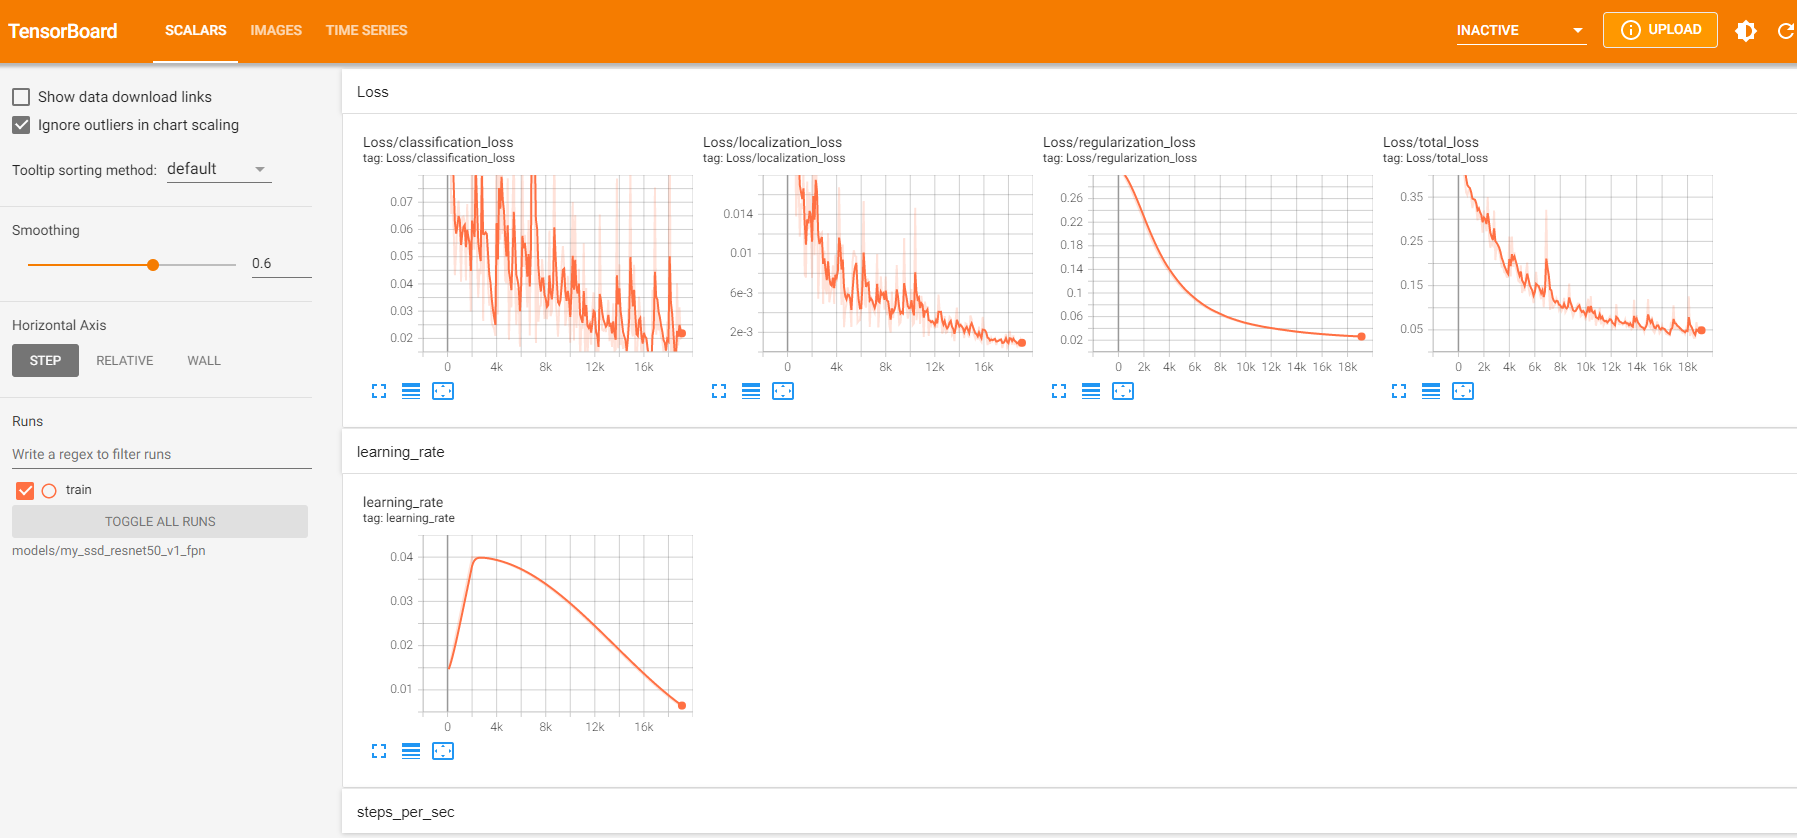 TensorBoard SCALARS IMAGES TIME SERIES INACTIVE UPLOAD
Show data download links
Ignore outliers in chart scaling
Tooltip sorting method: default
Smoothing
0.6
Horizontal Axis
STEP RELATIVE WALL
Runs
Write a regex to filter runs
train
TOGGLE ALL RUNS
models/my_ssd_resnet50_v1_fpn
Loss
Loss/classification_loss
tag: Loss/classification_loss
0.07
0.06
0.05
0.04
0.03
0.02
0 4k 8k 12k 16k
Loss/localization_loss
tag: Loss/localization_loss
0.014
0.01
6e-3
2e-3
0 4k 8k 12k 16k
Loss/regularization_loss
tag: Loss/regularization_loss
0.26
0.22
0.18
0.14
0.1
0.06
0.02
0 2k 4k 6k 8k 10k 12k 14k 16k 18k
Loss/total_loss
tag: Loss/total_loss
0.35
0.25
0.15
0.05
0 2k 4k 6k 8k 10k 12k 14k 16k 18k
learning_rate
learning_rate
tag: learning_rate
0.04
0.03
0.02
0.01
0 4k 8k 12k 16k
steps_per_sec